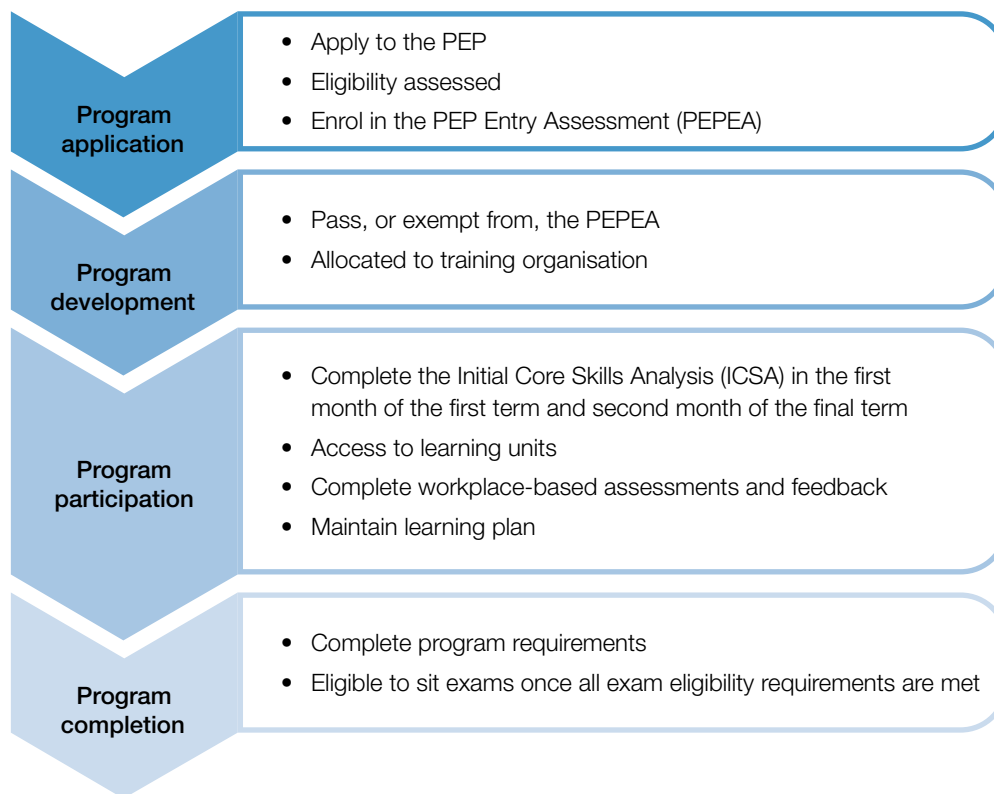 Program
application
• Apply to the PEP
• Eligibility assessed
• Enrol in the PEP Entry Assessment (PEPEA)
Program
development
• Pass, or exempt from, the PEPEA
• Allocated to training organisation
Program
participation
• Complete the Initial Core Skills Analysis (ICSA) in the first
month of the first term and second month of the final term
• Access to learning units
• Complete workplace-based assessments and feedback
• Maintain learning plan
Program
completion
• Complete program requirements
• Eligible to sit exams once all exam eligibility requirements are met